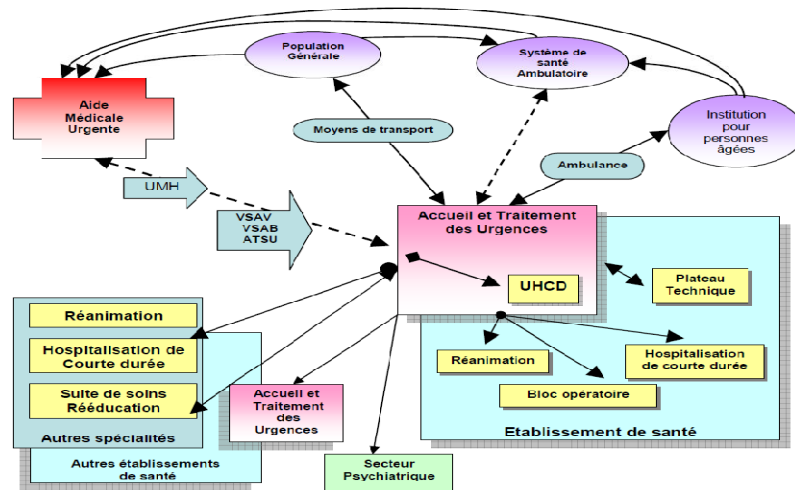 Population
Générale
Système de
santé
Ambulatoire
Aide
Médicale
Urgente
Institution
pour
personnes
âgées
Moyens de transport
Ambulance
UMH
VSAV
VSAB
ATSU
Accueil et Traitement
des Urgences
UHCD
Plateau
Technique
Réanimation
Hospitalisation
de courte durée
Bloc opératoire
Etablissement de santé
Réanimation
Hospitalisation de
Courte durée
Suite de soins
Rééducation
Autres spécialités
Autres établissements
de santé
Accueil et
Traitement
des
Urgences
Secteur
Psychiatrique